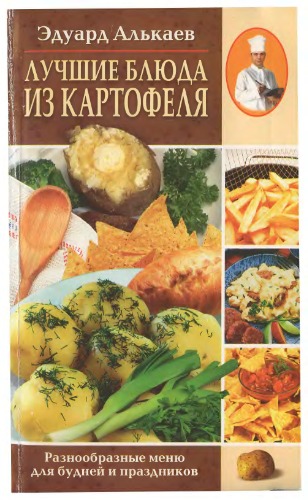 Эдуард Алькаев
ЛУЧШИЕ БЛЮДА
ИЗ КАРТОФЕЛЯ
Разнообразные меню
для будней и праздников